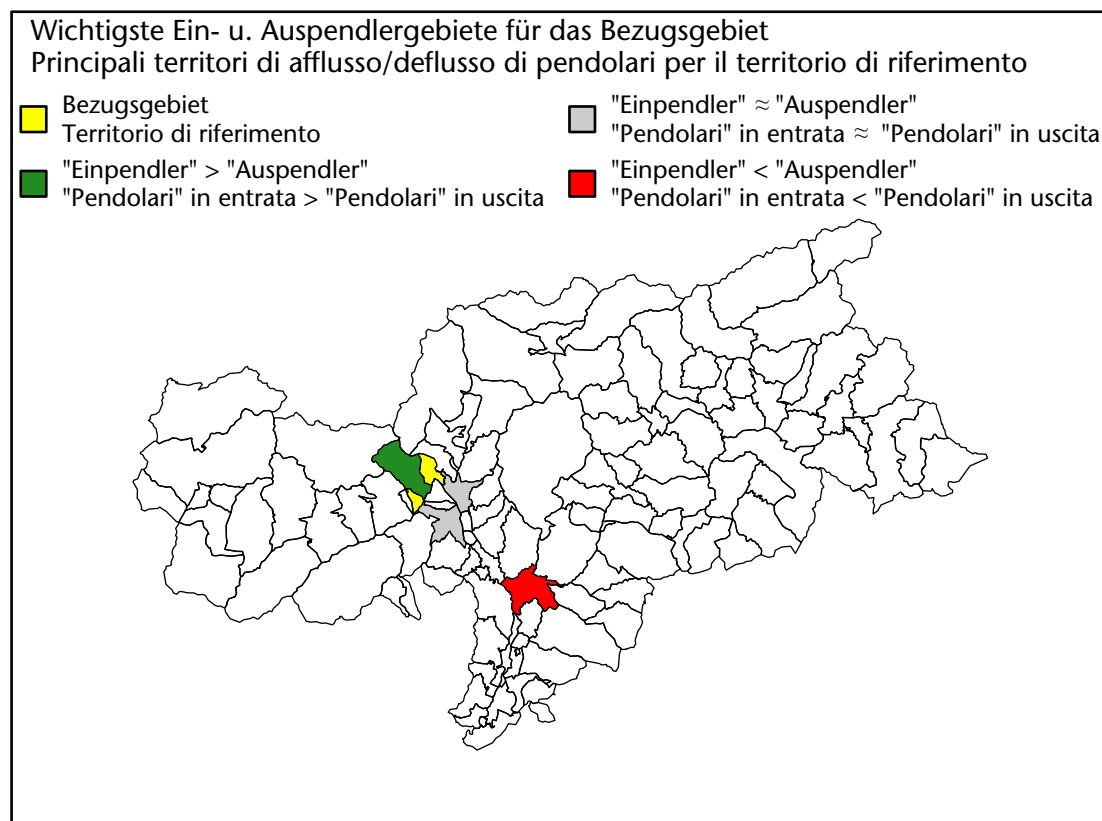 Wichtigste Ein- u. Auspendlergebiete für das Bezugsgebiet
Principali territori di afflusso/deflusso di pendolari per il territorio di riferimento
Bezugsgebiet
Territorio di riferimento
"Einpendler" > "Auspendler"
"Pendolari" in entrata > "Pendolari" in uscita
"Einpendler" ≈ "Auspendler"
"Pendolari" in entrata ≈ "Pendolari" in uscita
"Einpendler" < "Auspendler"
"Pendolari" in entrata < "Pendolari" in uscita